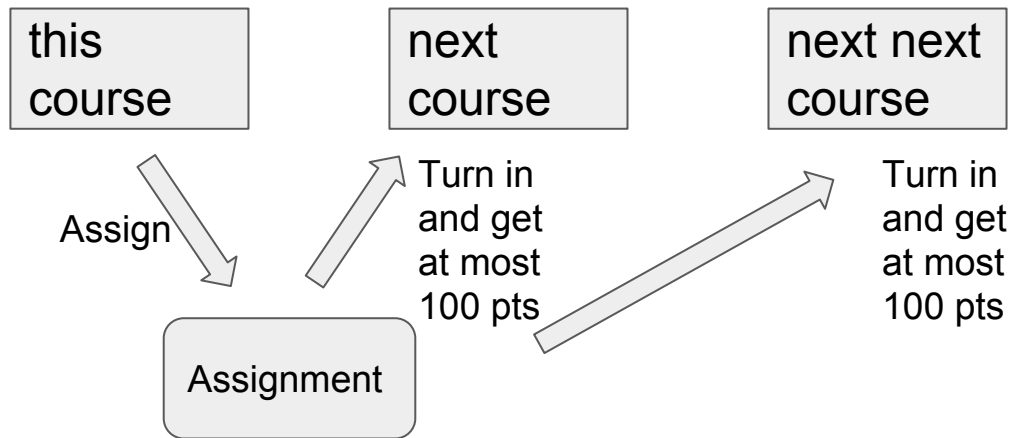 this
course
next
course
next next
course
Assign
Turn in
and get
at most
100 pts
Turn in
and get
at most
100 pts
Assignment